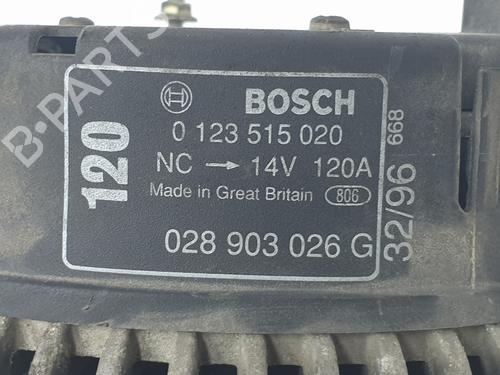 BOSCH
0 123 515 020
NC → 14V 120A
Made in Great Britain 806
028 903 026 G
120
32/96 668
B-PARTS